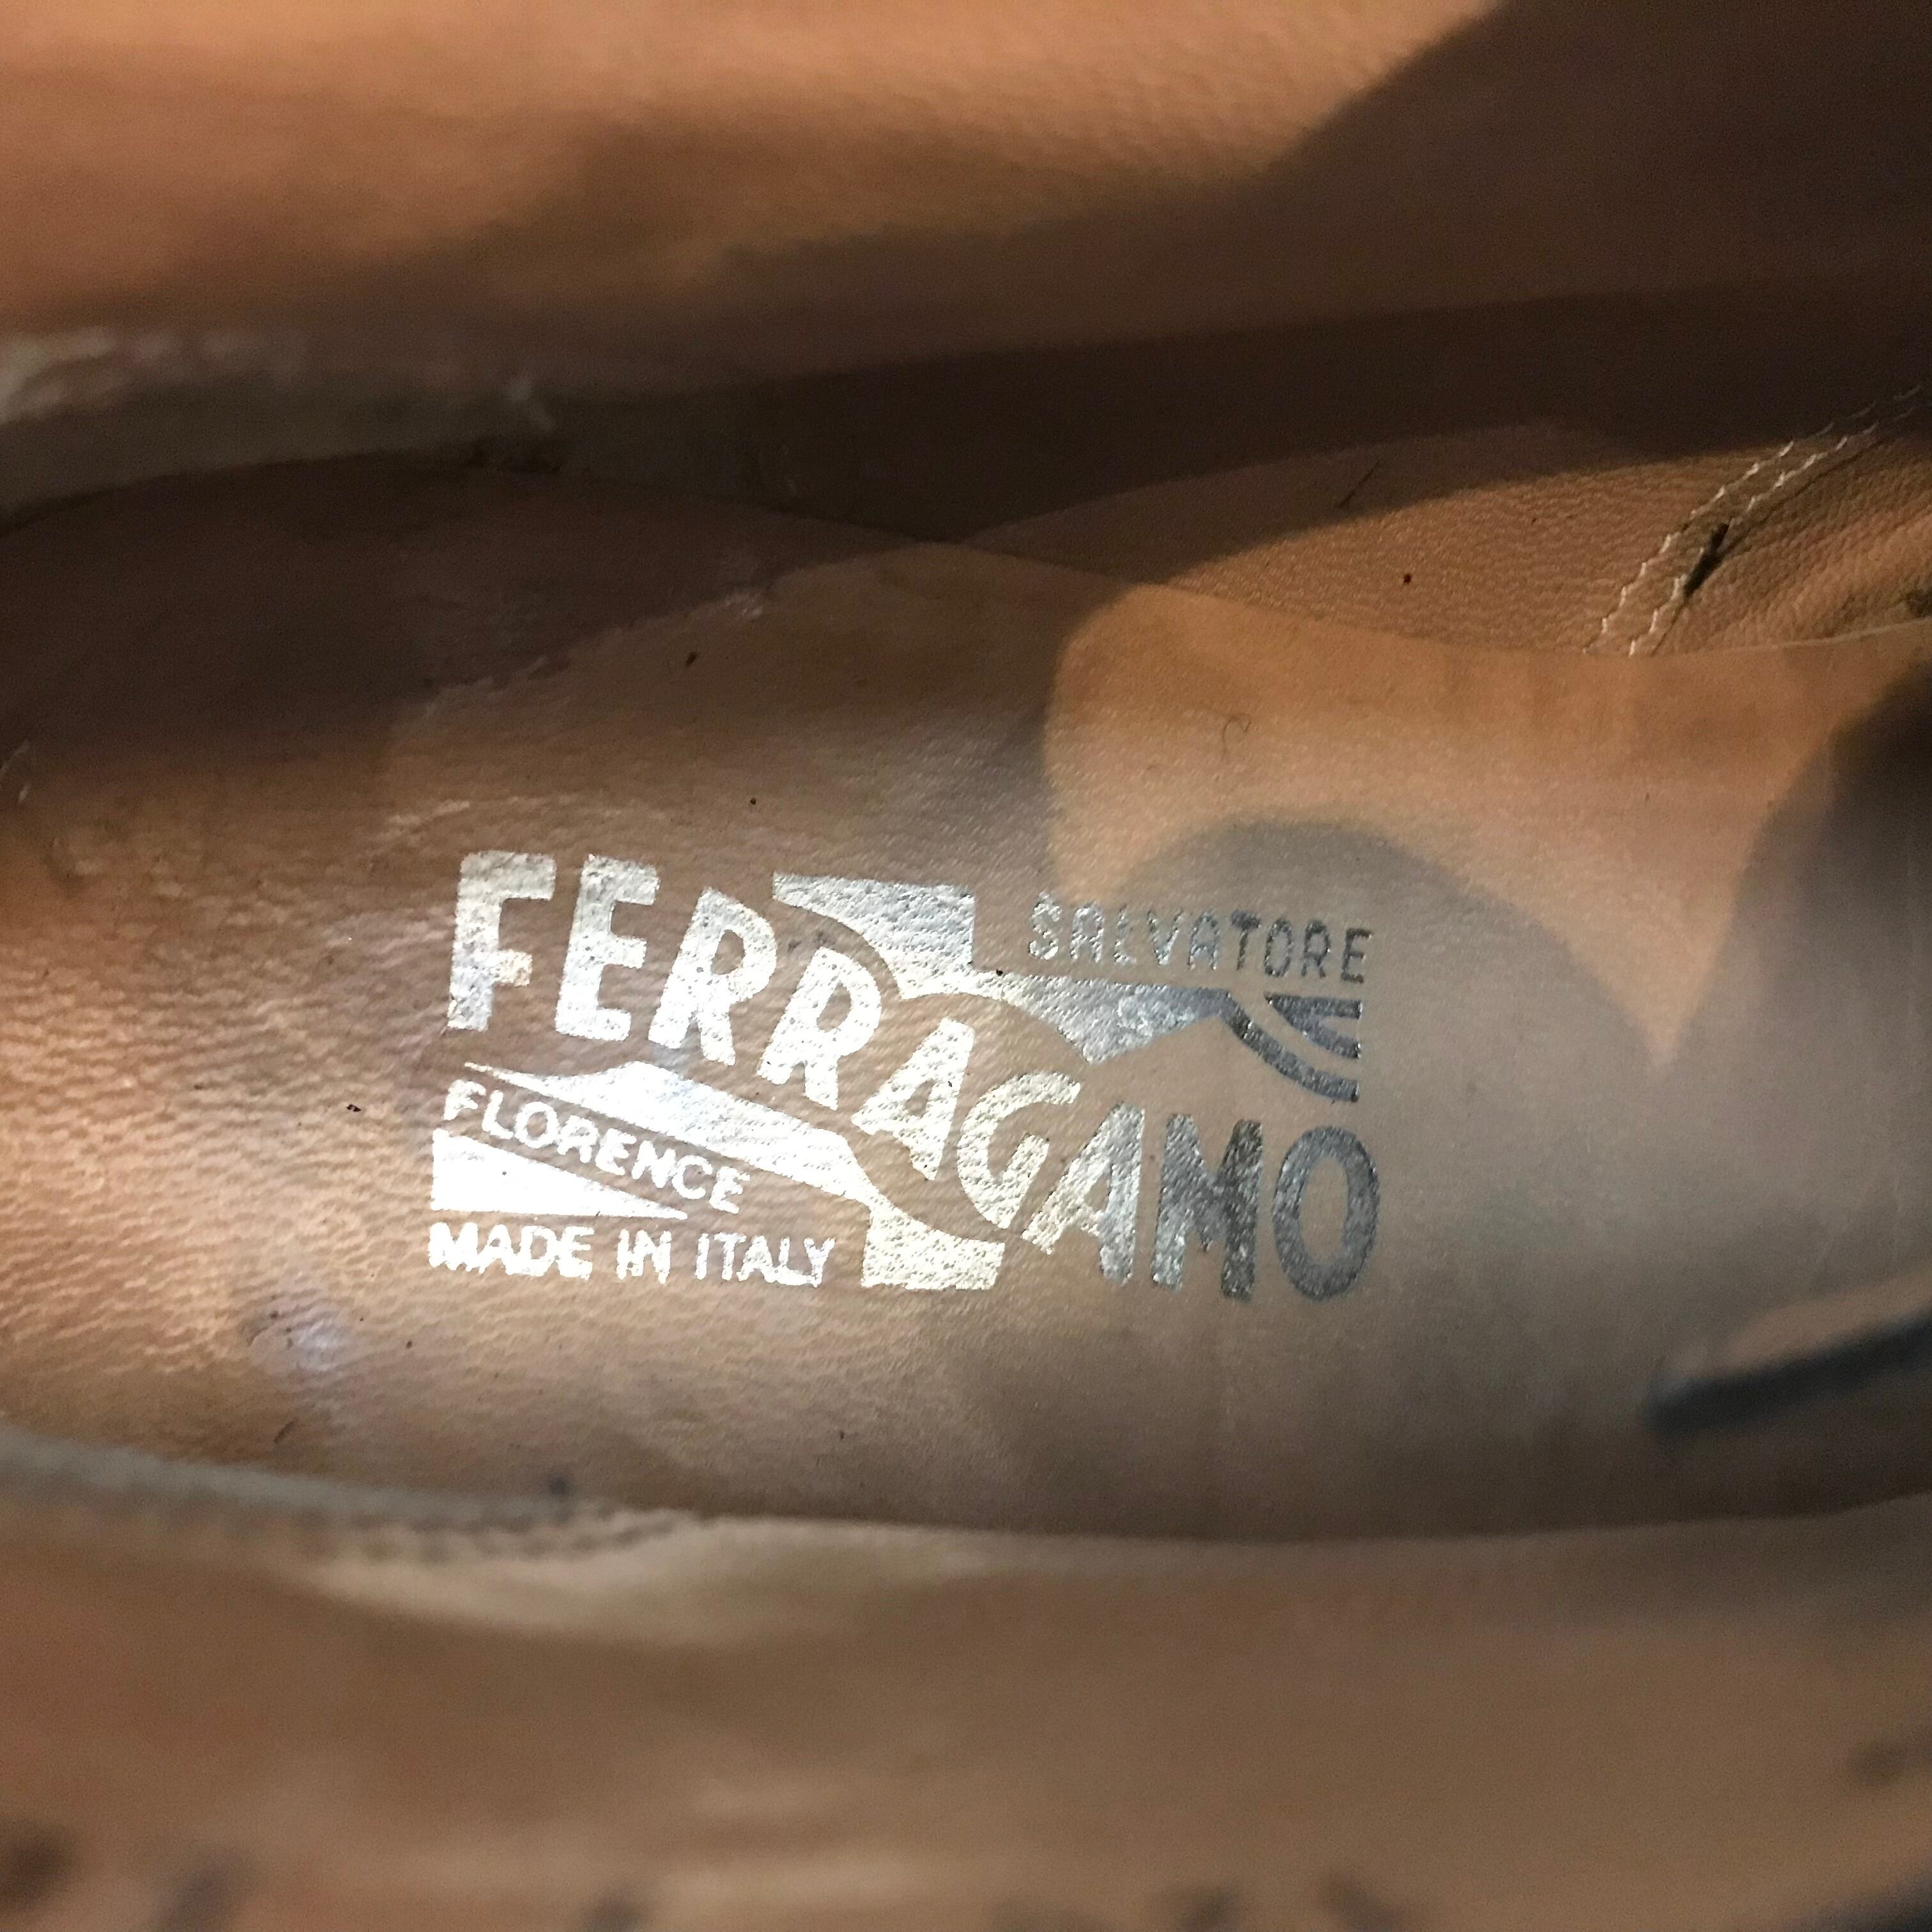 SALVATORE
FERRAGAMO
FLORENCE
MADE IN ITALY